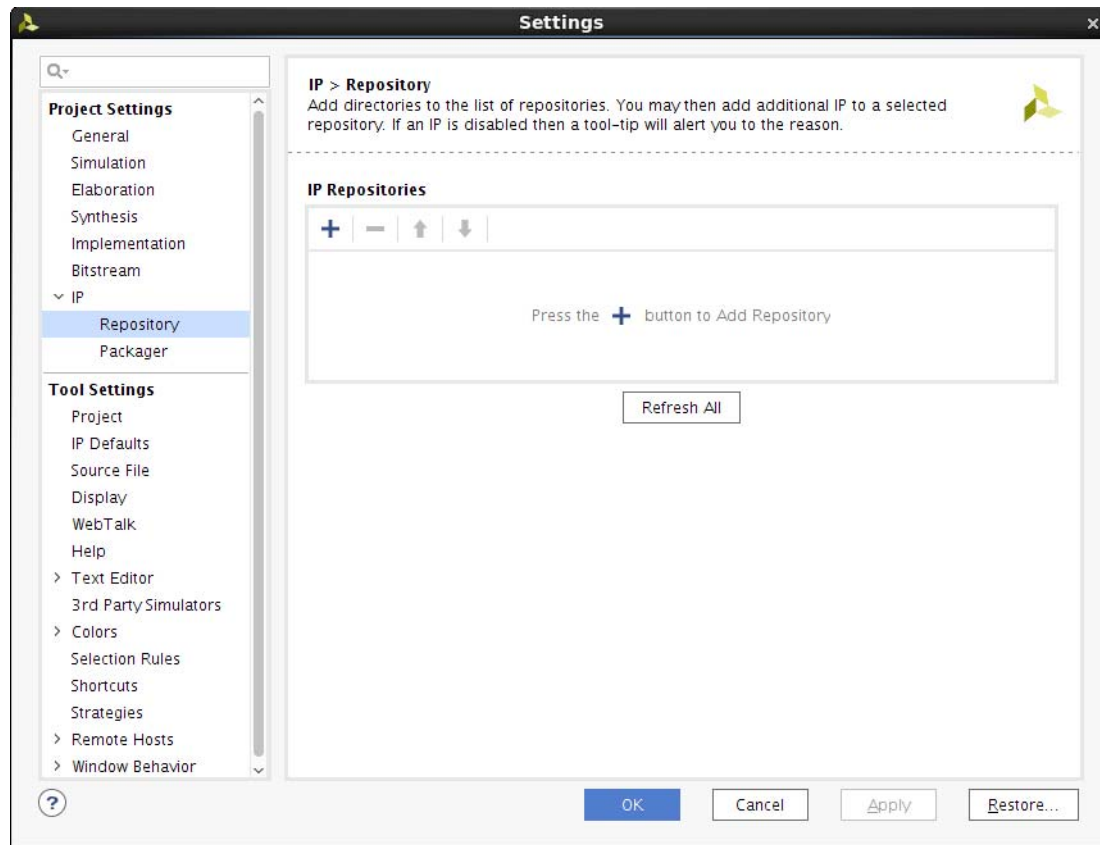 Settings
Project Settings
General
Simulation
Elaboration
Synthesis
Implementation
Bitstream
IP
Repository
Packager
Tool Settings
Project
IP Defaults
Source File
Display
WebTalk
Help
Text Editor
3rd Party Simulators
Colors
Selection Rules
Shortcuts
Strategies
Remote Hosts
Window Behavior
IP > Repository
Add directories to the list of repositories. You may then add additional IP to a selected
repository. If an IP is disabled then a tool-tip will alert you to the reason.
IP Repositories
Press the + button to Add Repository
Refresh All
?
OK
Cancel
Apply
Restore...